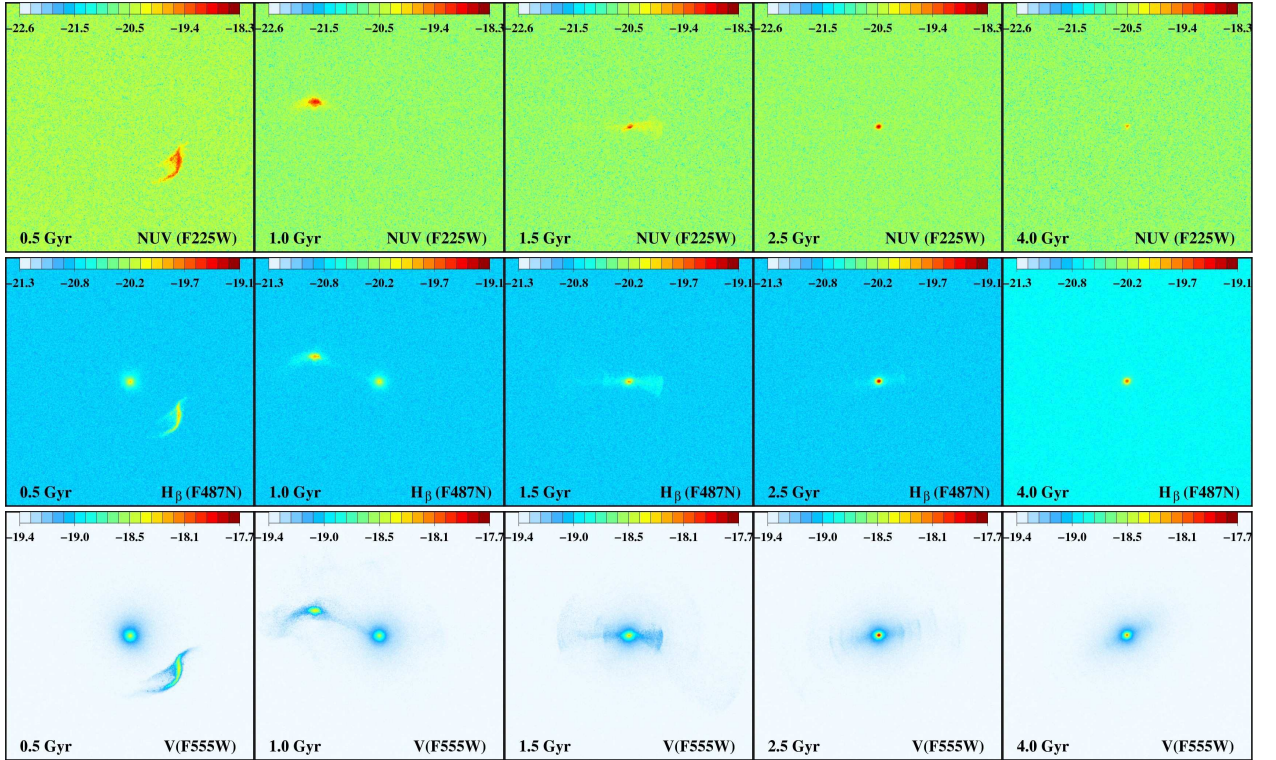 −22.6 −21.5 −20.5 −19.4 −18.3 −22.6 −21.5 −20.5 −19.4 −18.3 −22.6 −21.5 −20.5 −19.4 −18.3 −22.6 −21.5 −20.5 −19.4 −18.3 −22.6 −21.5 −20.5 −19.4 −18.3
0.5 Gyr NUV (F225W) 1.0 Gyr NUV (F225W) 1.5 Gyr NUV (F225W) 2.5 Gyr NUV (F225W) 4.0 Gyr NUV (F225W)
−21.3 −20.8 −20.2 −19.7 −19.1 −21.3 −20.8 −20.2 −19.7 −19.1 −21.3 −20.8 −20.2 −19.7 −19.1 −21.3 −20.8 −20.2 −19.7 −19.1 −21.3 −20.8 −20.2 −19.7 −19.1
0.5 Gyr Hβ (F487N) 1.0 Gyr Hβ (F487N) 1.5 Gyr Hβ (F487N) 2.5 Gyr Hβ (F487N) 4.0 Gyr Hβ (F487N)
−19.4 −19.0 −18.5 −18.1 −17.7 −19.4 −19.0 −18.5 −18.1 −17.7 −19.4 −19.0 −18.5 −18.1 −17.7 −19.4 −19.0 −18.5 −18.1 −17.7 −19.4 −19.0 −18.5 −18.1 −17.7
0.5 Gyr V(F555W) 1.0 Gyr V(F555W) 1.5 Gyr V(F555W) 2.5 Gyr V(F555W) 4.0 Gyr V(F555W)